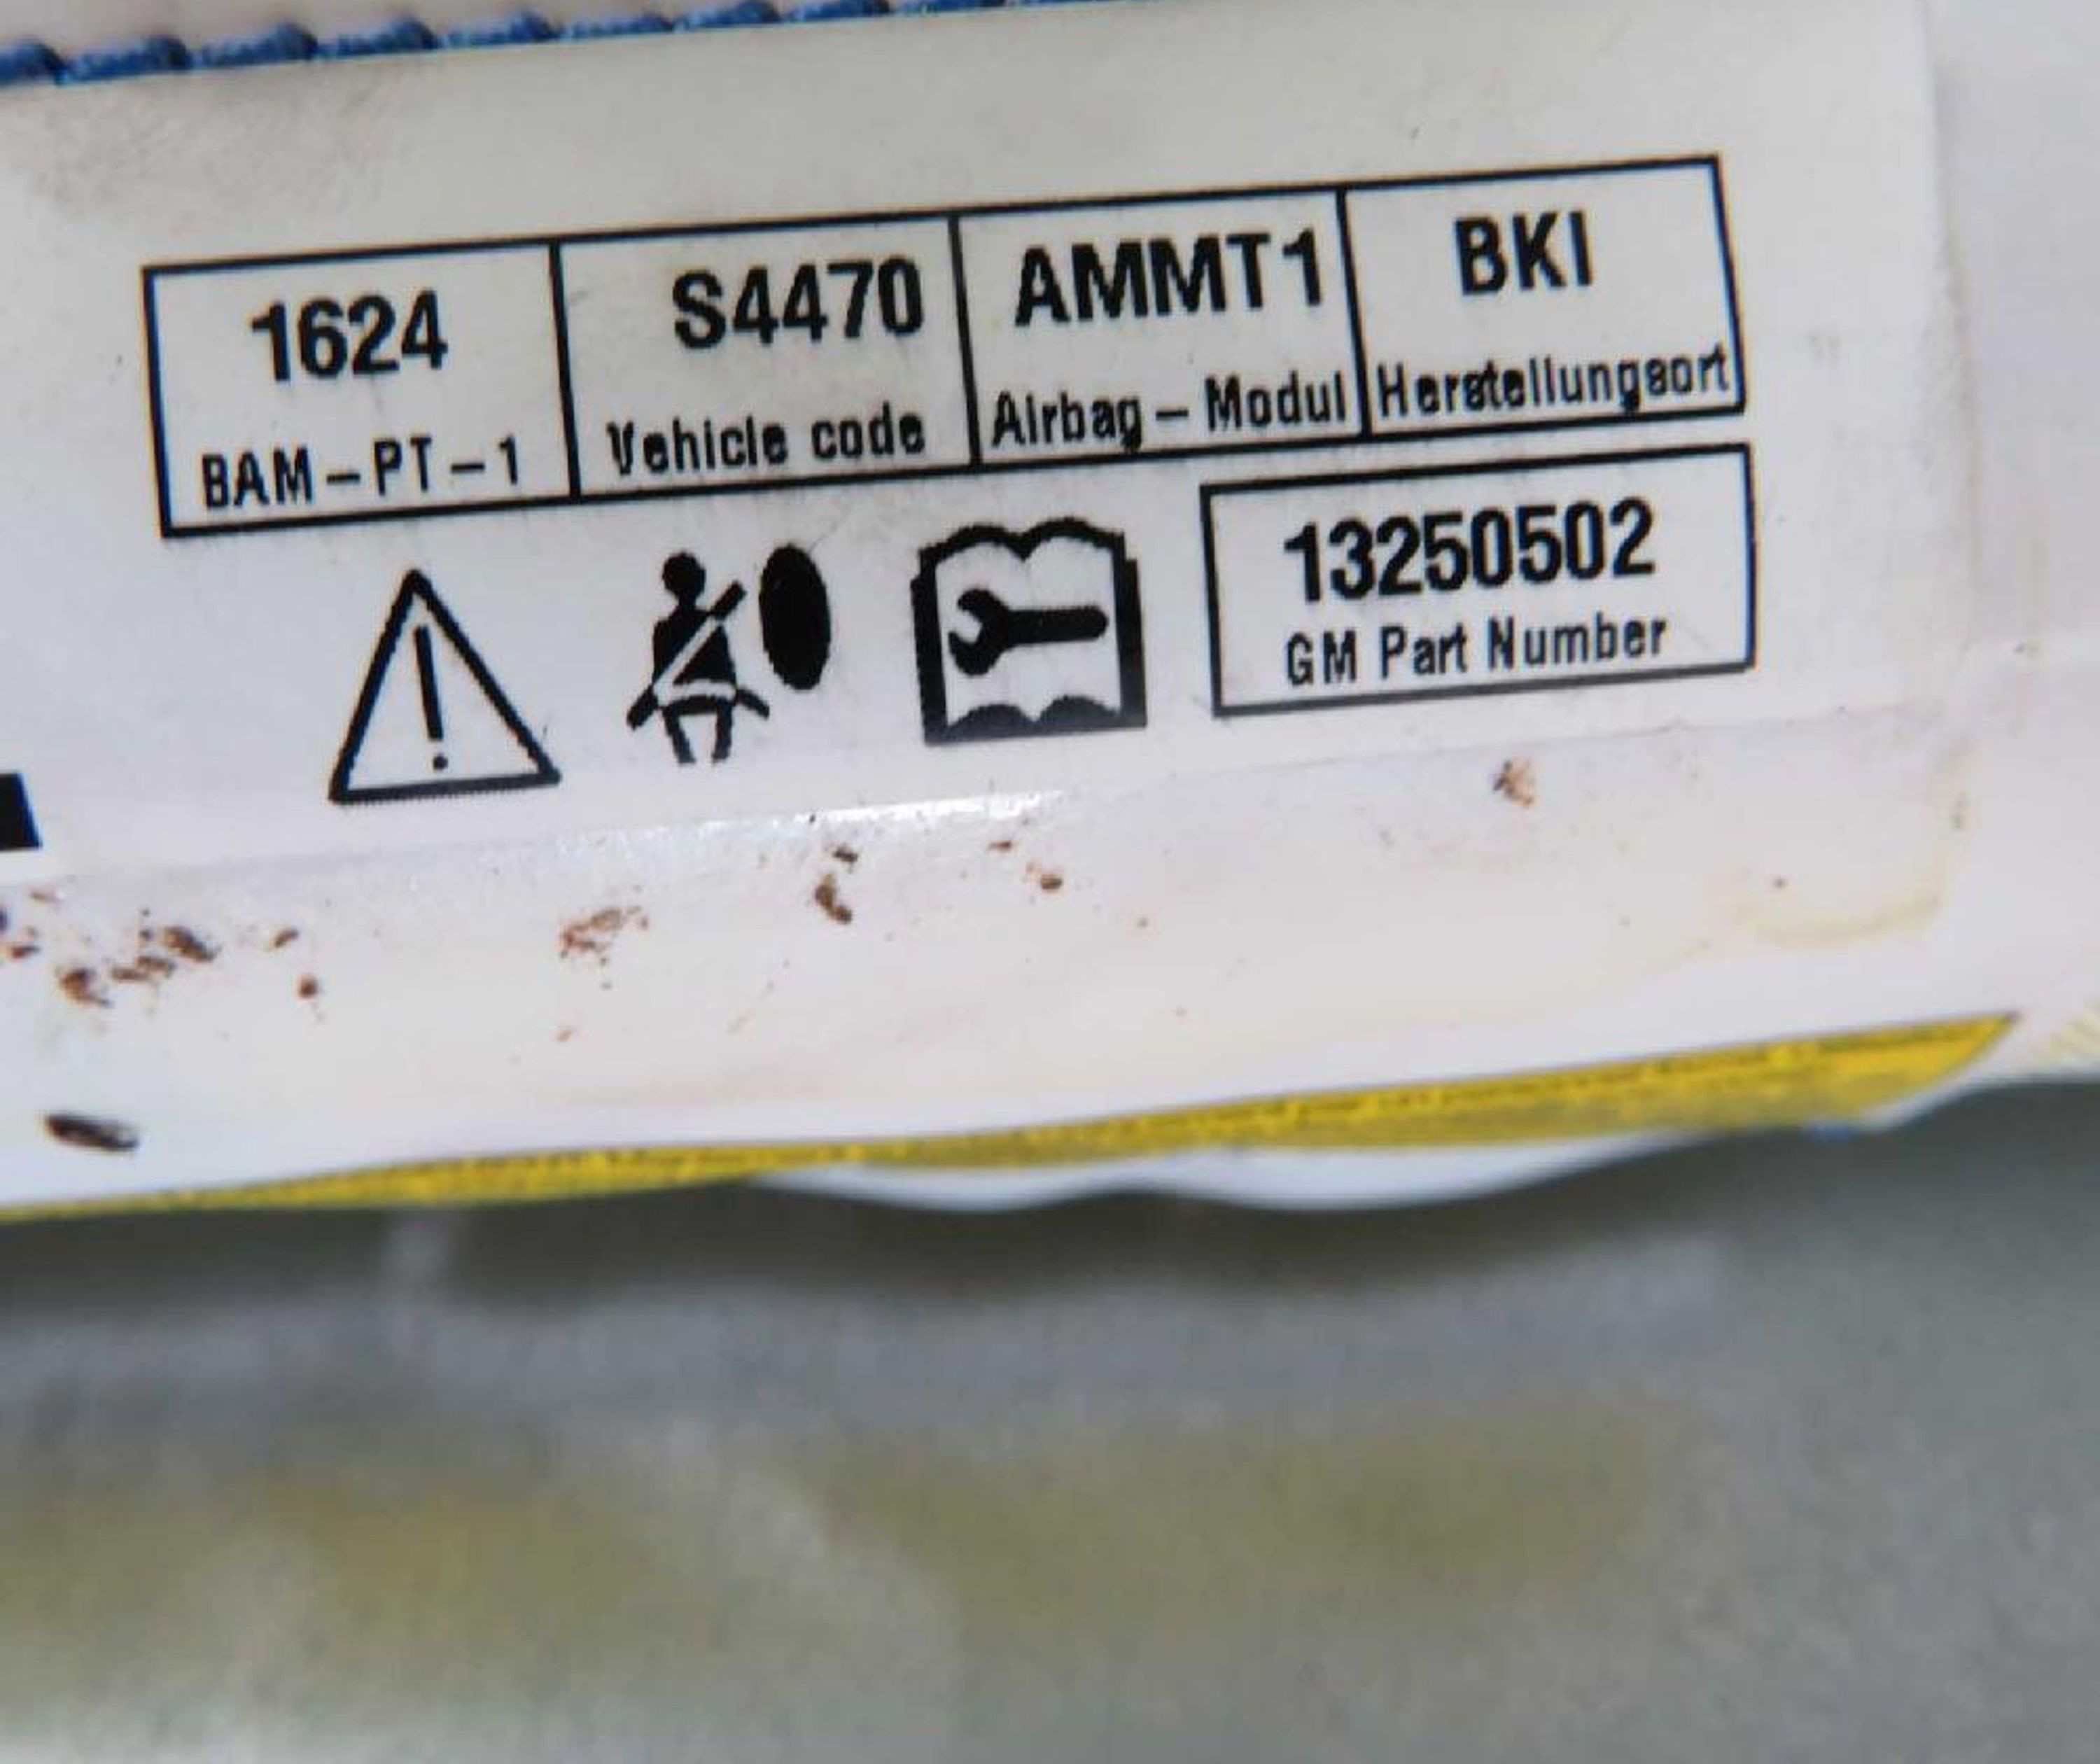 1624 S4470 AMMT1 BKI
BAM-PT-1 Vehicle code Airbag-Modul Herstellungsort
13250502
GM Part Number